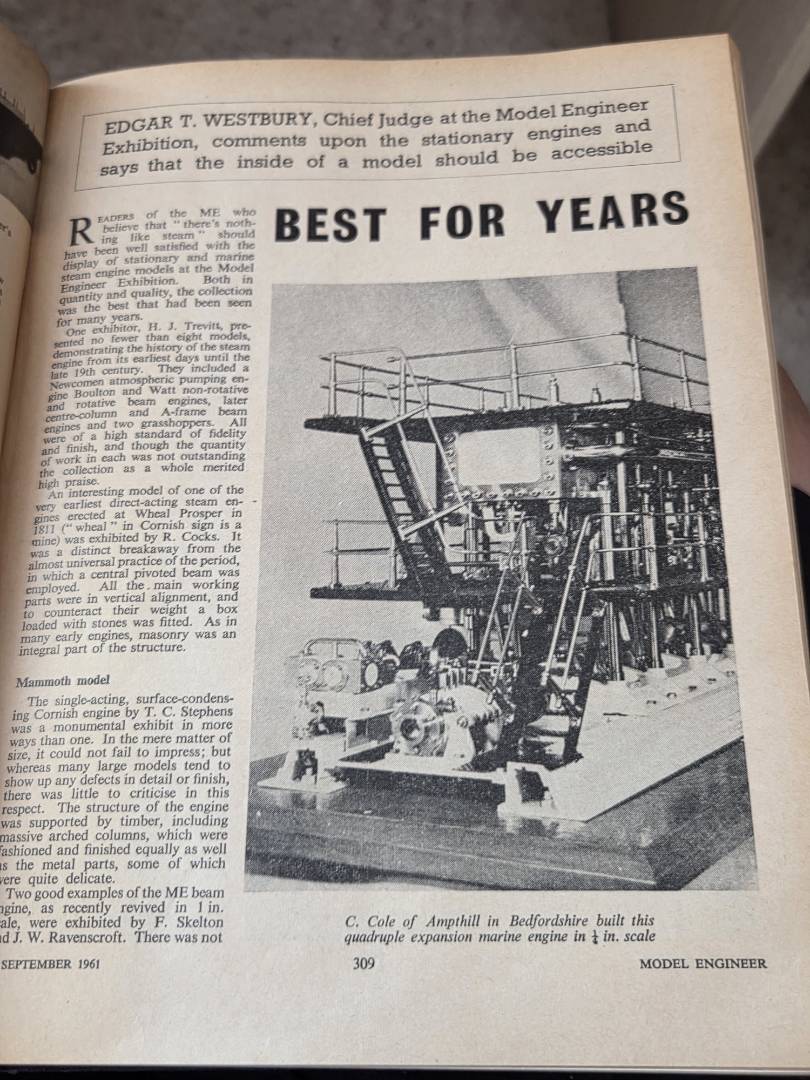 EDGAR T. WESTBURY, Chief Judge at the Model Engineer
Exhibition, comments upon the stationary engines and
says that the inside of a model should be accessible
BEST FOR YEARS
READERS of the ME who
believe that "there's noth-
ing like steam" should
have been well satisfied with the
display of stationary and marine
steam engine models at the Model
Engineer Exhibition. Both in
quantity and quality, the collection
was the best that had been seen
for many years.
One exhibitor, H. J. Trevitt, pre-
sented no fewer than eight models,
demonstrating the history of the steam
engine from its earliest days until the
late 19th century. They included a
Newcomen atmospheric pumping en-
gine Boulton and Watt non-rotative
and rotative beam engines, later
centre-column and A-frame beam
engines and two grasshoppers. All
were of a high standard of fidelity
and finish, and though the quantity
of work in each was not outstanding
the collection as a whole merited
high praise.
An interesting model of one of the
very earliest direct-acting steam en-
gines erected at Wheal Prosper in
1811 ("wheal" in Cornish sign is a
mine) was exhibited by R. Cocks. It
was a distinct breakaway from the
almost universal practice of the period,
in which a central pivoted beam was
employed. All the main working
parts were in vertical alignment, and
to counteract their weight a box
loaded with stones was fitted. As in
many early engines, masonry was an
integral part of the structure.
Mammoth model
The single-acting, surface-condens-
ing Cornish engine by T. C. Stephens
was a monumental exhibit in more
ways than one. In the mere matter of
size, it could not fail to impress; but
whereas many large models tend to
show up any defects in detail or finish,
there was little to criticise in this
respect. The structure of the engine
was supported by timber, including
massive arched columns, which were
fashioned and finished equally as well
as the metal parts, some of which
were quite delicate.
Two good examples of the ME beam
ngine, as recently revived in 1 in.
ale, were exhibited by F. Skelton
nd J. W. Ravenscroft. There was not
C. Cole of Ampthill in Bedfordshire built this
quadruple expansion marine engine in ¼ in. scale
SEPTEMBER 1961
309
MODEL ENGINEER